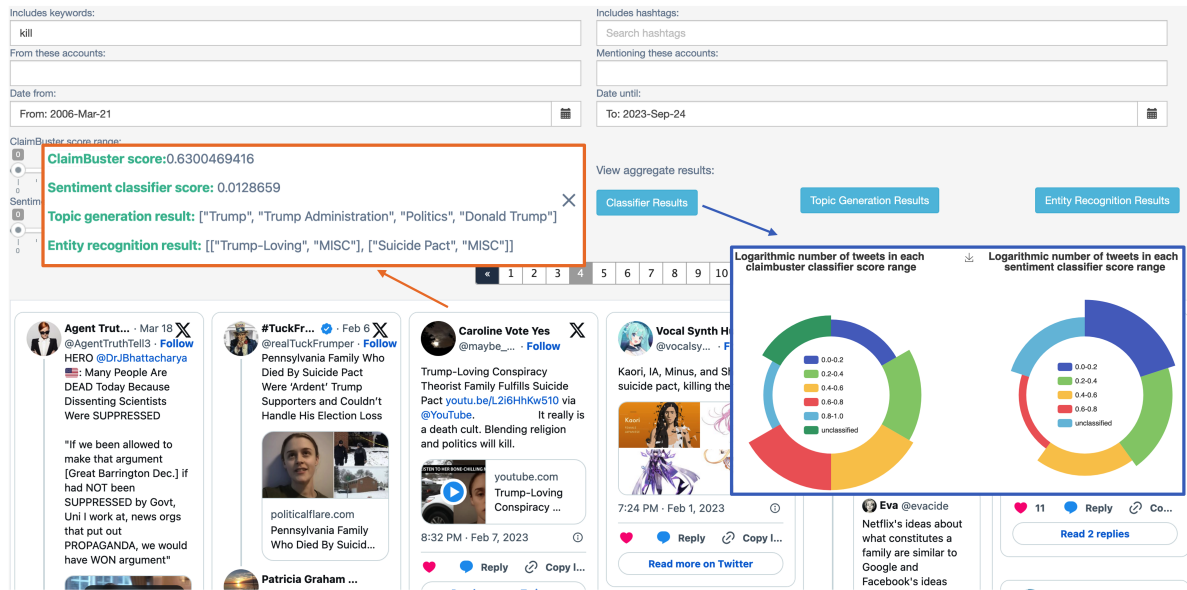 Includes keywords:
kill
Includes hashtags:
Search hashtags
From these accounts:
Mentioning these accounts:
Date from:
From: 2006-Mar-21
Date until:
To: 2023-Sep-24
ClaimBuster score range:
0
0
Sentim
0
0
ClaimBuster score:0.6300469416
Sentiment classifier score: 0.0128659
Topic generation result: ["Trump", "Trump Administration", "Politics", "Donald Trump"]
Entity recognition result: [["Trump-Loving", "MISC"], ["Suicide Pact", "MISC"]]
View aggregate results:
Classifier Results
Topic Generation Results
Entity Recognition Results
« 1 2 3 4 5 6 7 8 9 10
Logarithmic number of tweets in each
claimbuster classifier score range
0.0-0.2
0.2-0.4
0.4-0.6
0.6-0.8
0.8-1.0
unclassified
Logarithmic number of tweets in each
sentiment classifier score range
0.0-0.2
0.2-0.4
0.4-0.6
0.6-0.8
unclassified
Agent Trut... · Mar 18
@AgentTruthTell3 · Follow
HERO @DrJBhattacharya
: Many People Are
DEAD Today Because
Dissenting Scientists
Were SUPPRESSED
"If we been allowed to
make that argument
[Great Barrington Dec.] if
had NOT been
SUPPRESSED by Govt,
Uni I work at, news orgs
that put out
PROPAGANDA, we would
have WON argument"
#TuckFr... · Feb 6
@realTuckFrumper · Follow
Pennsylvania Family Who
Died By Suicide Pact
Were ‘Ardent’ Trump
Supporters and Couldn’t
Handle His Election Loss
politicalflare.com
Pennsylvania Family
Who Died By Suicid...
Patricia Graham ...
Caroline Vote Yes
@maybe_... · Follow
Trump-Loving Conspiracy
Theorist Family Fulfills Suicide
Pact youtu.be/L2i6HhKw510 via
@YouTube. It really is
a death cult. Blending religion
and politics will kill.
LISTEN TO HER BONE-CHILLING
youtube.com
Trump-Loving
Conspiracy ...
8:32 PM · Feb 7, 2023
Reply
Copy l...
Vocal Synth H
@vocalsy... · F
Kaori, IA, Minus, and Sh
suicide pact, killing the
Kaori
7:24 PM · Feb 1, 2023
Reply
Copy l...
Read more on Twitter
Eva @evacide
Netflix's ideas about
what constitutes a
family are similar to
Google and
Facebook's ideas
11
Reply
Co...
Read 2 replies